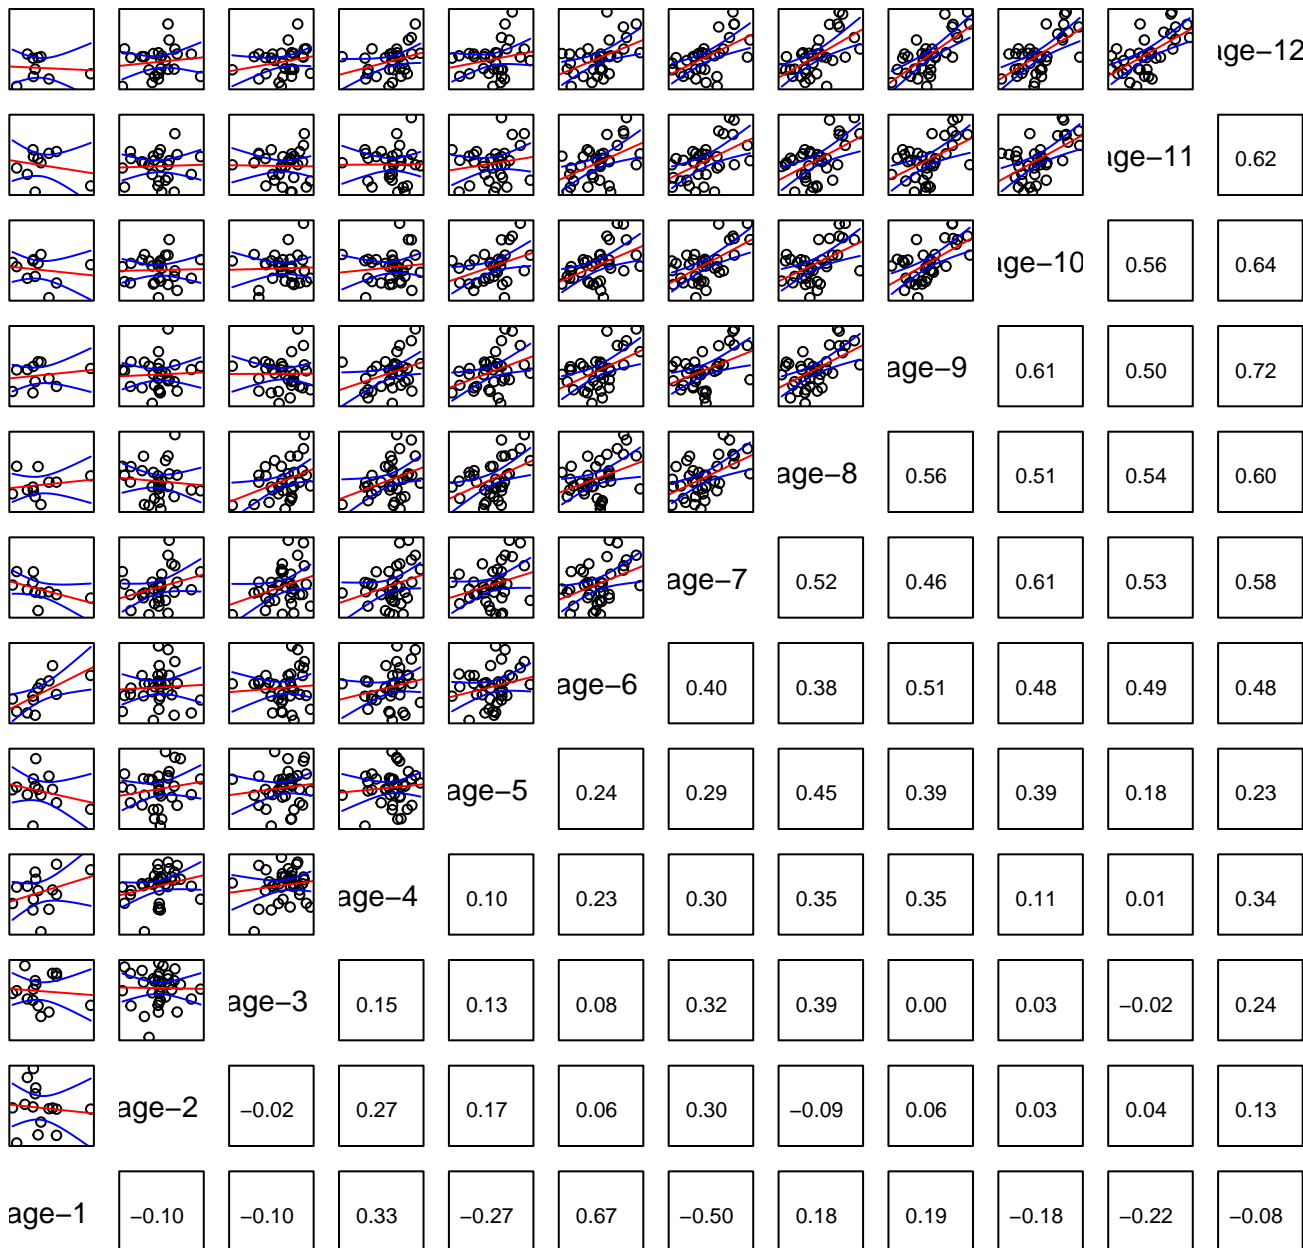 age−12
age−11 0.62
age−10 0.56 0.64
age−9 0.61 0.50 0.72
age−8 0.56 0.51 0.54 0.60
age−7 0.52 0.46 0.61 0.53 0.58
age−6 0.40 0.38 0.51 0.48 0.49 0.48
age−5 0.24 0.29 0.45 0.39 0.39 0.18 0.23
age−4 0.10 0.23 0.30 0.35 0.35 0.11 0.01 0.34
age−3 0.15 0.13 0.08 0.32 0.39 0.00 0.03 −0.02 0.24
age−2 −0.02 0.27 0.17 0.06 0.30 −0.09 0.06 0.03 0.04 0.13
age−1 −0.10 −0.10 0.33 −0.27 0.67 −0.50 0.18 0.19 −0.18 −0.22 −0.08